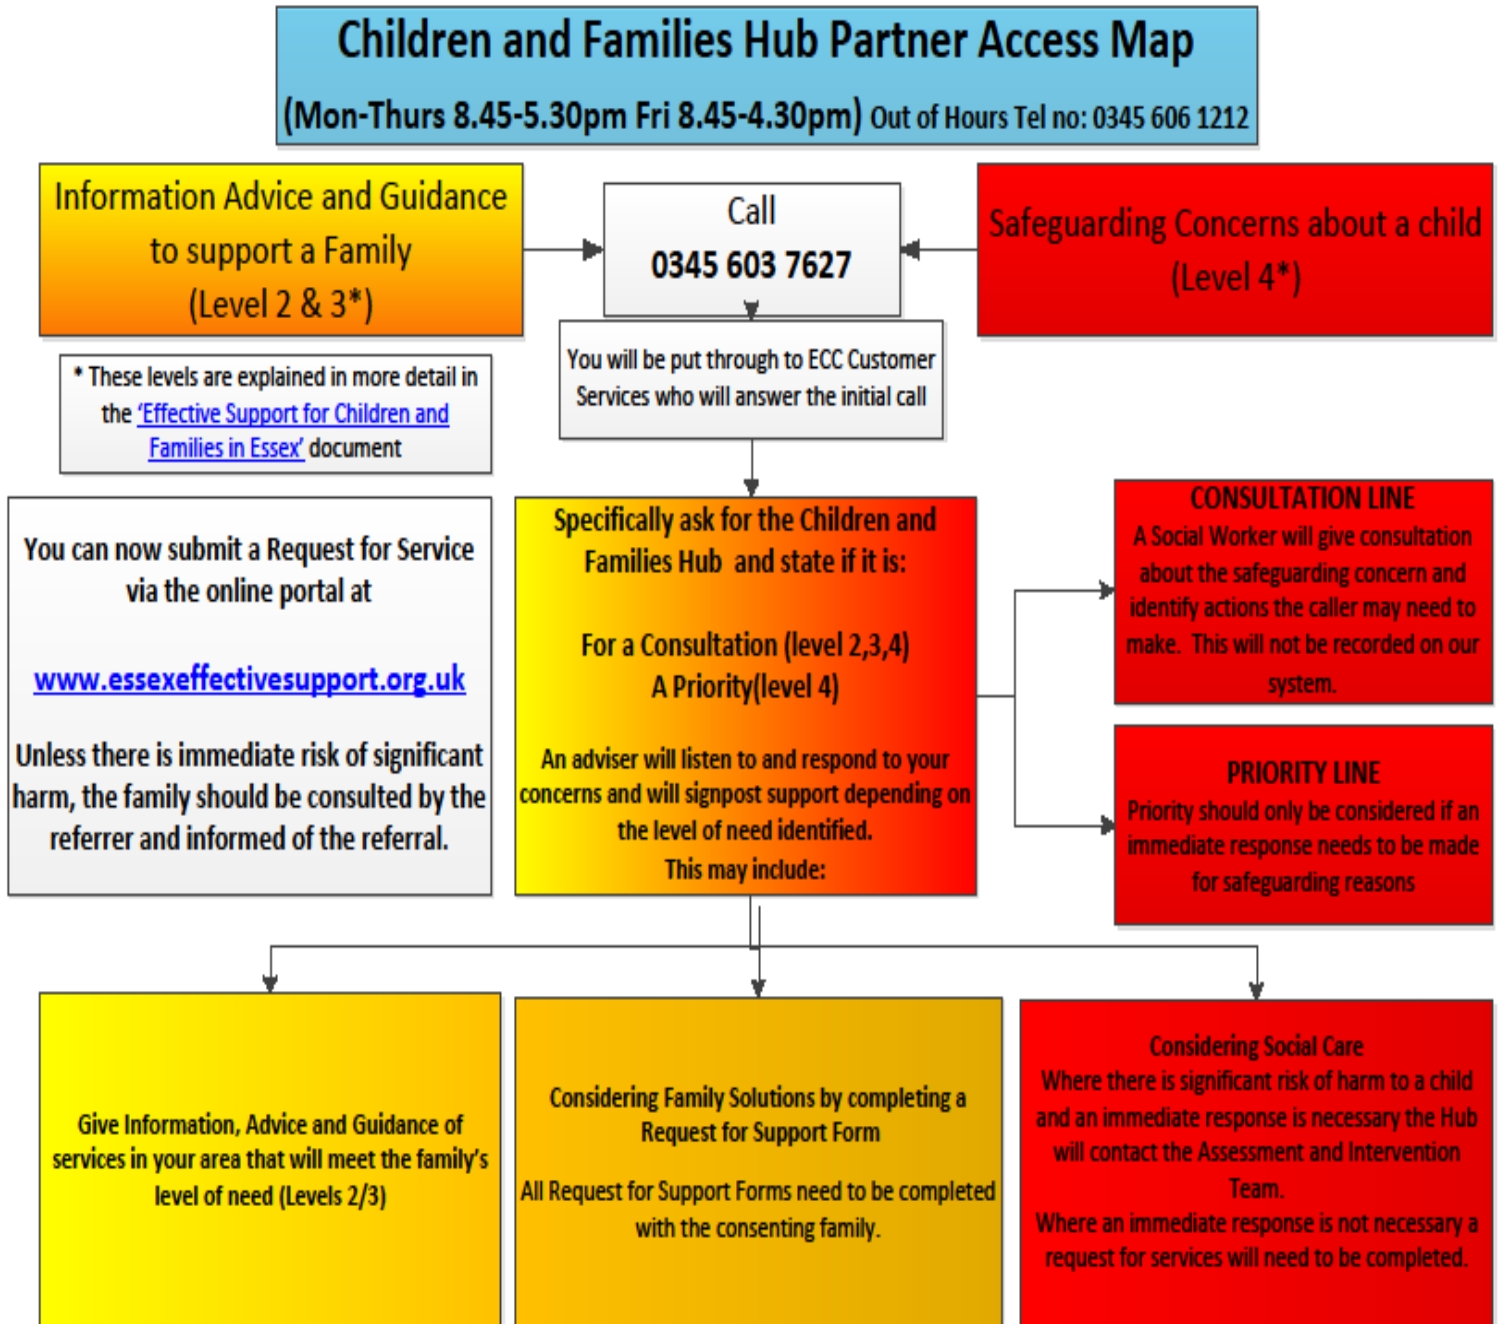 Children and Families Hub Partner Access Map
(Mon-Thurs 8.45-5.30pm Fri 8.45-4.30pm) Out of Hours Tel no: 0345 606 1212
Information Advice and Guidance
to support a Family
(Level 2 & 3*)
Call
0345 603 7627
Safeguarding Concerns about a child
(Level 4*)
You will be put through to ECC Customer
Services who will answer the initial call
* These levels are explained in more detail in
the ‘Effective Support for Children and
Families in Essex’ document
You can now submit a Request for Service
via the online portal at
www.essexeffectivesupport.org.uk
Unless there is immediate risk of significant
harm, the family should be consulted by the
referrer and informed of the referral.
Specifically ask for the Children and
Families Hub and state if it is:
For a Consultation (level 2,3,4)
A Priority(level 4)
An adviser will listen to and respond to your
concerns and will signpost support depending on
the level of need identified.
This may include:
CONSULTATION LINE
A Social Worker will give consultation
about the safeguarding concern and
identify actions the caller may need to
make. This will not be recorded on our
system.
PRIORITY LINE
Priority should only be considered if an
immediate response needs to be made
for safeguarding reasons
Give Information, Advice and Guidance of
services in your area that will meet the family’s
level of need (Levels 2/3)
Considering Family Solutions by completing a
Request for Support Form
All Request for Support Forms need to be completed
with the consenting family.
Considering Social Care
Where there is significant risk of harm to a child
and an immediate response is necessary the Hub
will contact the Assessment and Intervention
Team.
Where an immediate response is not necessary a
request for services will need to be completed.